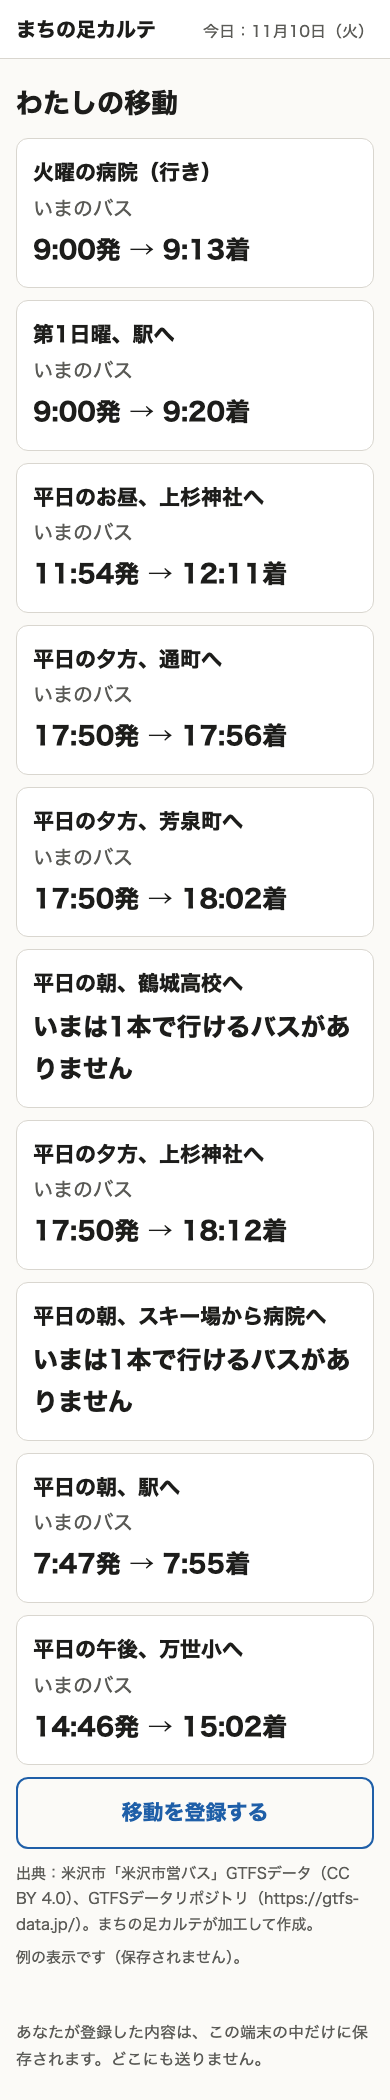 まちの足カルテ
今日：11月10日（火）
わたしの移動
火曜の病院（行き）
いまのバス
9:00発 → 9:13着
第1日曜、駅へ
いまのバス
9:00発 → 9:20着
平日のお昼、上杉神社へ
いまのバス
11:54発 → 12:11着
平日の夕方、通町へ
いまのバス
17:50発 → 17:56着
平日の夕方、芳泉町へ
いまのバス
17:50発 → 18:02着
平日の朝、鶴城高校へ
いまは1本で行けるバスがあ
りません
平日の夕方、上杉神社へ
いまのバス
17:50発 → 18:12着
平日の朝、スキー場から病院へ
いまは1本で行けるバスがあ
りません
平日の朝、駅へ
いまのバス
7:47発 → 7:55着
平日の午後、万世小へ
いまのバス
14:46発 → 15:02着
移動を登録する
出典：米沢市「米沢市営バス」GTFSデータ（CC
BY 4.0）、GTFSデータリポジトリ（https://gtfs-
data.jp/）。まちの足カルテが加工して作成。
例の表示です（保存されません）。
あなたが登録した内容は、この端末の中だけに保
存されます。どこにも送りません。